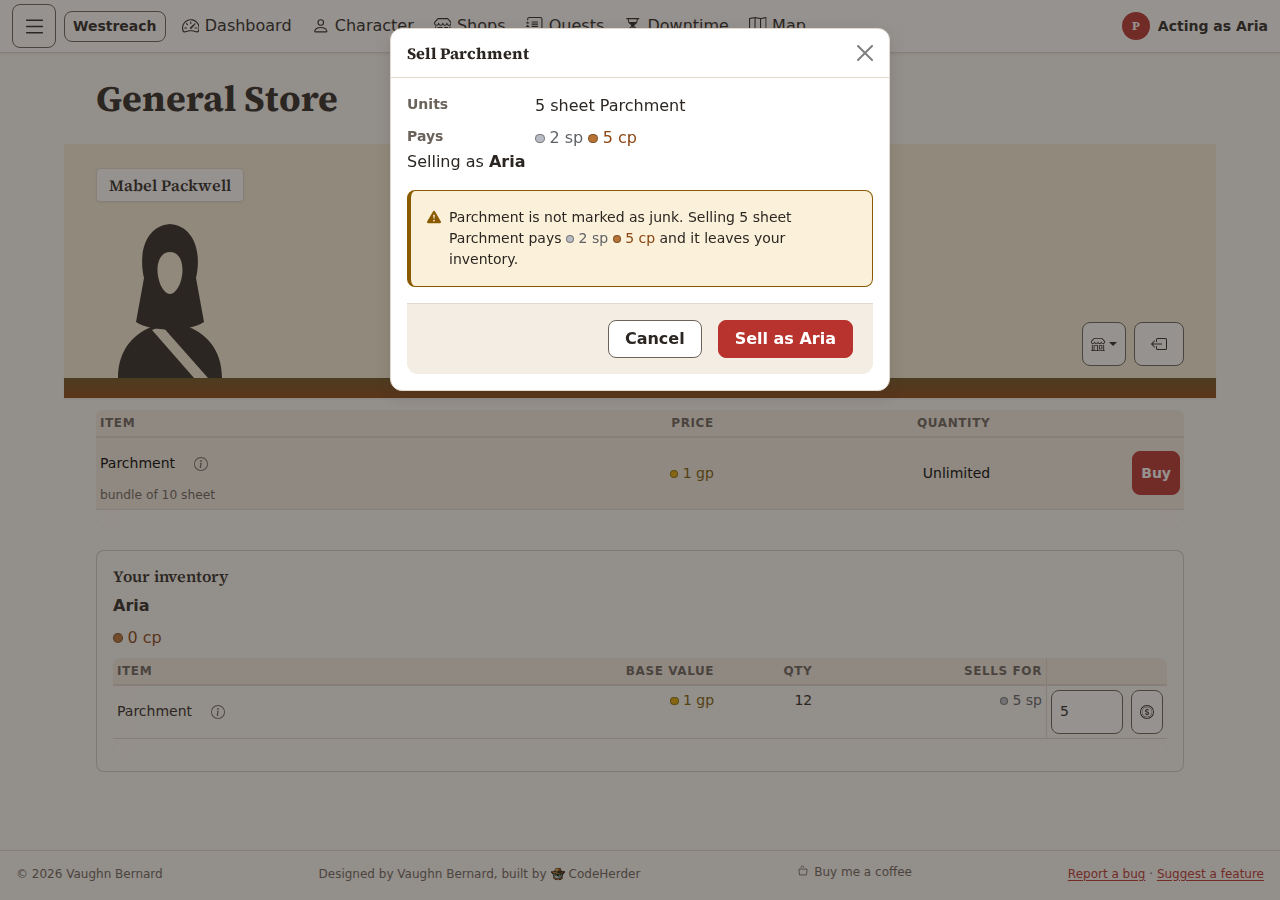 Westreach
Dashboard
Character
Shops
Quests
Downtime
Map
P
Acting as Aria
Sell Parchment
Units
5 sheet Parchment
Pays
2 sp 5 cp
Selling as Aria
Parchment is not marked as junk. Selling 5 sheet
Parchment pays 2 sp 5 cp and it leaves your
inventory.
Cancel
Sell as Aria
General Store
Mabel Packwell
ITEM PRICE QUANTITY
Parchment
1 gp
Unlimited
Buy
bundle of 10 sheet
Your inventory
Aria
0 cp
ITEM BASE VALUE QTY SELLS FOR
Parchment 1 gp 12 5 sp 5
© 2026 Vaughn Bernard
Designed by Vaughn Bernard, built by CodeHerder
Buy me a coffee
Report a bug · Suggest a feature